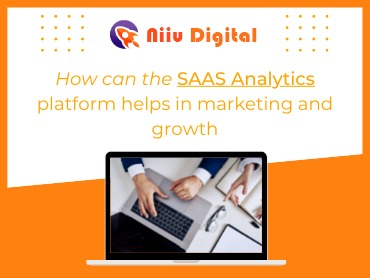 Niiu Digital
How can the SAAS Analytics
platform helps in marketing and
growth